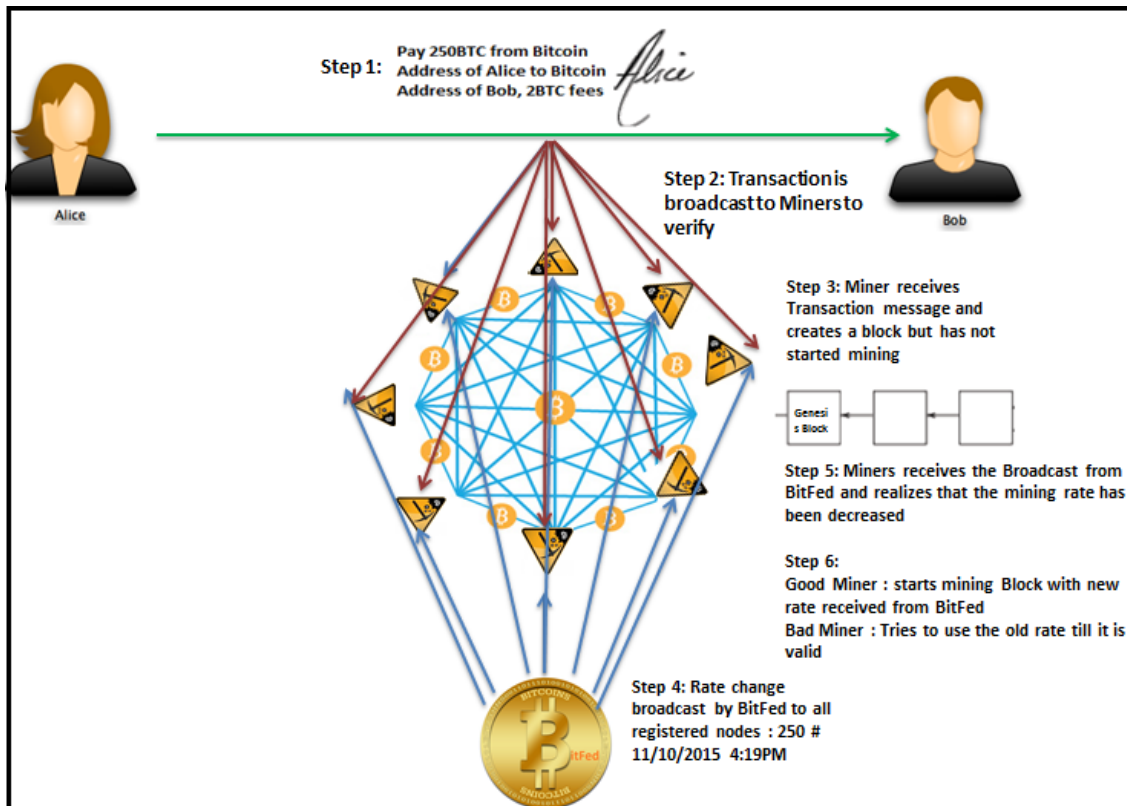 Step 1:
Pay 250BTC from Bitcoin
Address of Alice to Bitcoin
Address of Bob, 2BTC fees
Alice
Alice
Bob
Step 2: Transaction is
broadcast to Miners to
verify
Step 3: Miner receives
Transaction message and
creates a block but has not
started mining
Genesi
s Block
Step 5: Miners receives the Broadcast from
BitFed and realizes that the mining rate has
been decreased
Step 6:
Good Miner : starts mining Block with new
rate received from BitFed
Bad Miner : Tries to use the old rate till it is
valid
Step 4: Rate change
broadcast by BitFed to all
registered nodes : 250 #
11/10/2015 4:19PM
BITCOINS
BitFed
BITCOINS